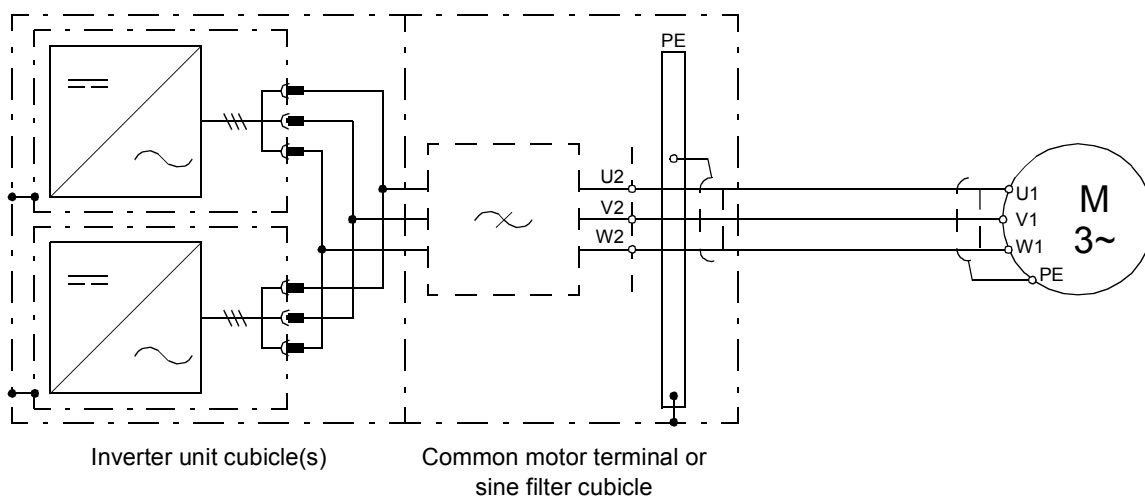 PE
U2
V2
W2
U1
V1
W1
PE
M
3~
Inverter unit cubicle(s)
Common motor terminal or
sine filter cubicle